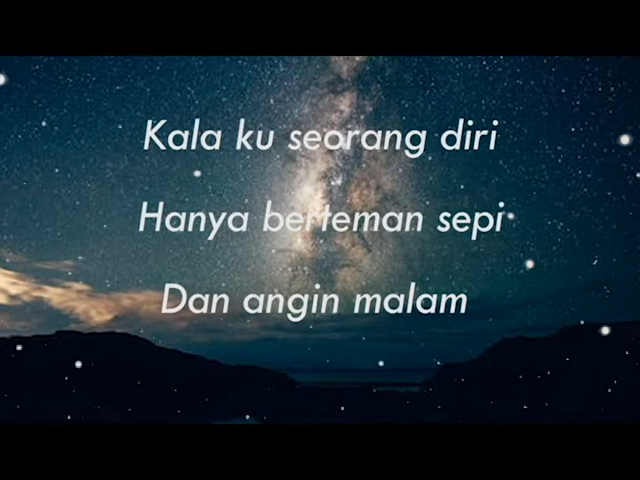 Kala ku seorang diri
Hanya berteman sepi
Dan angin malam